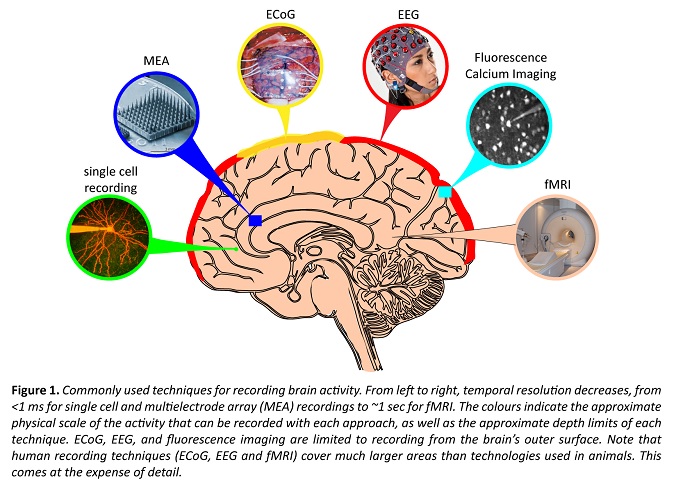 ECoG
EEG
MEA
Fluorescence
Calcium Imaging
single cell
recording
fMRI
Figure 1. Commonly used techniques for recording brain activity. From left to right, temporal resolution decreases, from
<1 ms for single cell and multielectrode array (MEA) recordings to ~1 sec for fMRI. The colours indicate the approximate
physical scale of the activity that can be recorded with each approach, as well as the approximate depth limits of each
technique. ECoG, EEG, and fluorescence imaging are limited to recording from the brain's outer surface. Note that
human recording techniques (ECoG, EEG and fMRI) cover much larger areas than technologies used in animals. This
comes at the expense of detail.